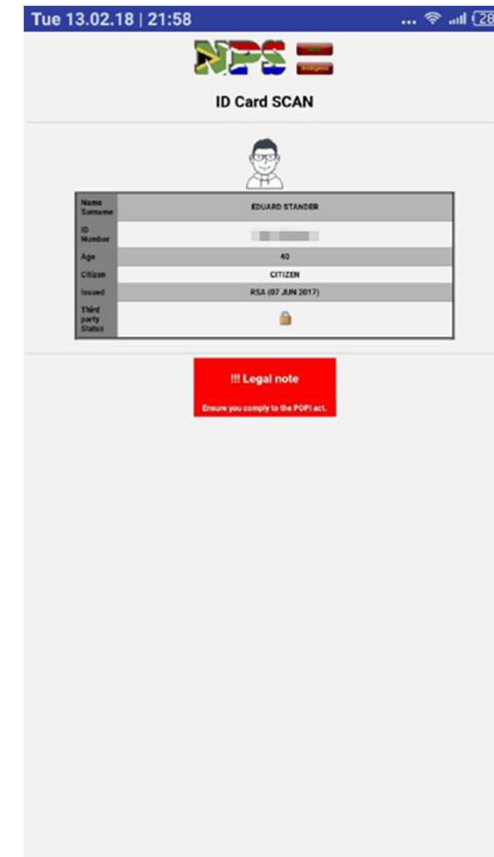 Tue 13.02.18 | 21:58 ... 28
NPS
ID Card SCAN
Name Surname EDUARD STANDER
ID Number
Age 40
Citizen CITIZEN
Issued RSA (07 JUN 2017)
Third party Status
!!! Legal note
Ensure you comply to the POPI act.